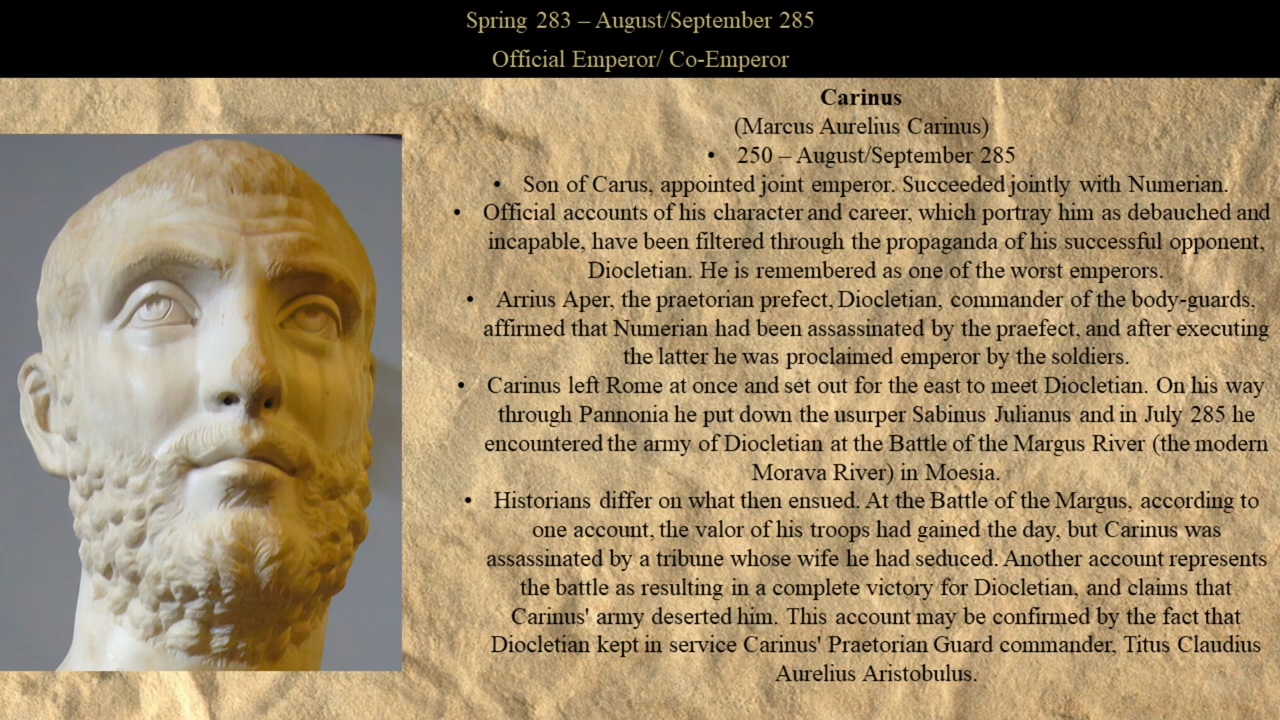 Spring 283 – August/September 285
Official Emperor/ Co-Emperor
Carinus
(Marcus Aurelius Carinus)
• 250 – August/September 285
• Son of Carus, appointed joint emperor. Succeeded jointly with Numerian.
• Official accounts of his character and career, which portray him as debauched and
incapable, have been filtered through the propaganda of his successful opponent,
Diocletian. He is remembered as one of the worst emperors.
• Arrius Aper, the praetorian prefect, Diocletian, commander of the body-guards,
affirmed that Numerian had been assassinated by the praefect, and after executing
the latter he was proclaimed emperor by the soldiers.
• Carinus left Rome at once and set out for the east to meet Diocletian. On his way
through Pannonia he put down the usurper Sabinus Julianus and in July 285 he
encountered the army of Diocletian at the Battle of the Margus River (the modern
Morava River) in Moesia.
• Historians differ on what then ensued. At the Battle of the Margus, according to
one account, the valor of his troops had gained the day, but Carinus was
assassinated by a tribune whose wife he had seduced. Another account represents
the battle as resulting in a complete victory for Diocletian, and claims that
Carinus' army deserted him. This account may be confirmed by the fact that
Diocletian kept in service Carinus' Praetorian Guard commander, Titus Claudius
Aurelius Aristobulus.